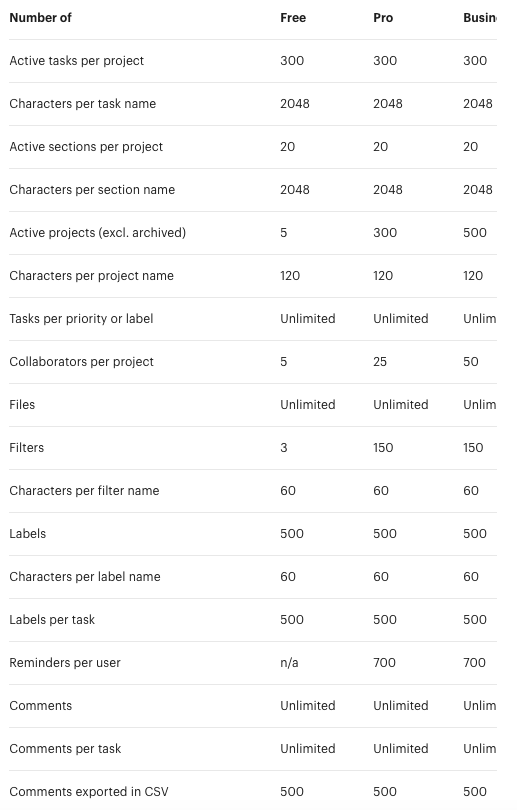 Number of Free Pro Busin
Active tasks per project 300 300 300
Characters per task name 2048 2048 2048
Active sections per project 20 20 20
Characters per section name 2048 2048 2048
Active projects (excl. archived) 5 300 500
Characters per project name 120 120 120
Tasks per priority or label Unlimited Unlimited Unlim
Collaborators per project 5 25 50
Files Unlimited Unlimited Unlim
Filters 3 150 150
Characters per filter name 60 60 60
Labels 500 500 500
Characters per label name 60 60 60
Labels per task 500 500 500
Reminders per user n/a 700 700
Comments Unlimited Unlimited Unlim
Comments per task Unlimited Unlimited Unlim
Comments exported in CSV 500 500 500